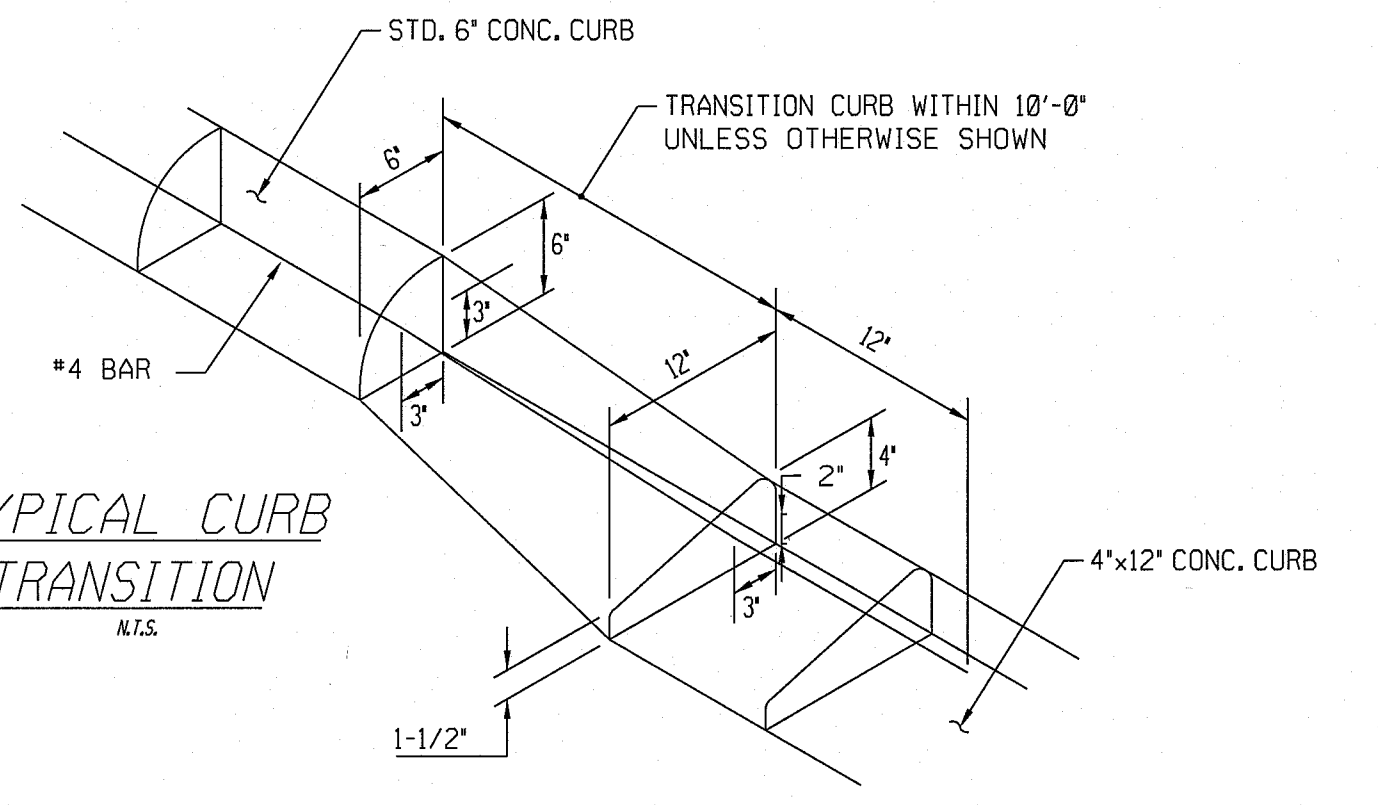 STD. 6" CONC. CURB
TRANSITION CURB WITHIN 10'-0"
UNLESS OTHERWISE SHOWN
6"
6"
3"
12"
12"
#4 BAR
3"
4"
2"
YPICAL CURB
TRANSITION
N.T.S.
4"x12" CONC. CURB
3"
1-1/2"